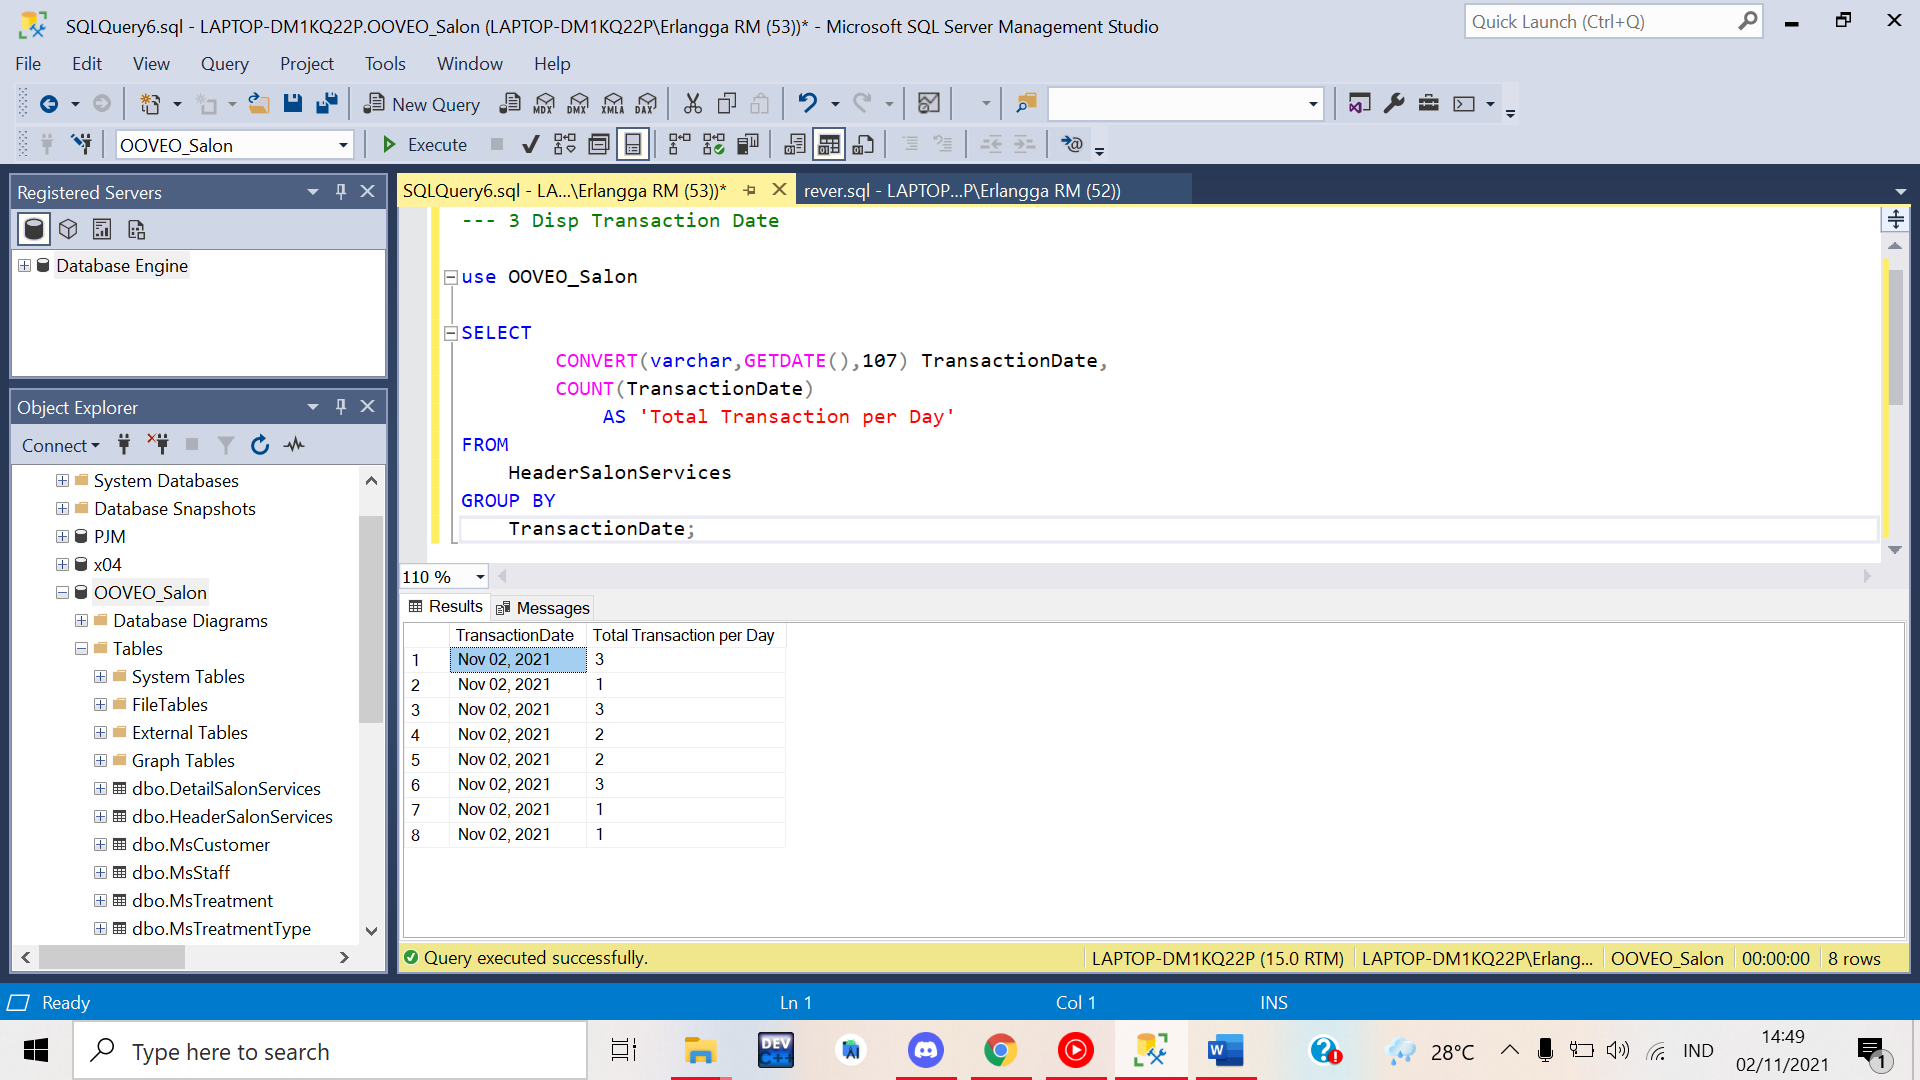 SQLQuery6.sql - LAPTOP-DM1KQ22P.OOVEO_Salon (LAPTOP-DM1KQ22P\Erlangga RM (53))* - Microsoft SQL Server Management Studio
Quick Launch (Ctrl+Q)
File Edit View Query Project Tools Window Help
New Query MDX DMX XMLA DAX
OOVEO_Salon Execute
Registered Servers
Database Engine
Object Explorer
Connect
System Databases
Database Snapshots
PJM
x04
OOVEO_Salon
Database Diagrams
Tables
System Tables
FileTables
External Tables
Graph Tables
dbo.DetailSalonServices
dbo.HeaderSalonServices
dbo.MsCustomer
dbo.MsStaff
dbo.MsTreatment
dbo.MsTreatmentType
SQLQuery6.sql - LA...\Erlangga RM (53))* rever.sql - LAPTOP...P\Erlangga RM (52))
--- 3 Disp Transaction Date
use OOVEO_Salon
SELECT
CONVERT(varchar,GETDATE(),107) TransactionDate,
COUNT(TransactionDate)
AS 'Total Transaction per Day'
FROM
HeaderSalonServices
GROUP BY
TransactionDate;
110 %
Results Messages
TransactionDate Total Transaction per Day
1 Nov 02, 2021 3
2 Nov 02, 2021 1
3 Nov 02, 2021 3
4 Nov 02, 2021 2
5 Nov 02, 2021 2
6 Nov 02, 2021 3
7 Nov 02, 2021 1
8 Nov 02, 2021 1
Query executed successfully. LAPTOP-DM1KQ22P (15.0 RTM) LAPTOP-DM1KQ22P\Erlang... OOVEO_Salon 00:00:00 8 rows
Ready Ln 1 Col 1 INS
Type here to search
DEV C++
28°C IND
14:49
02/11/2021
1